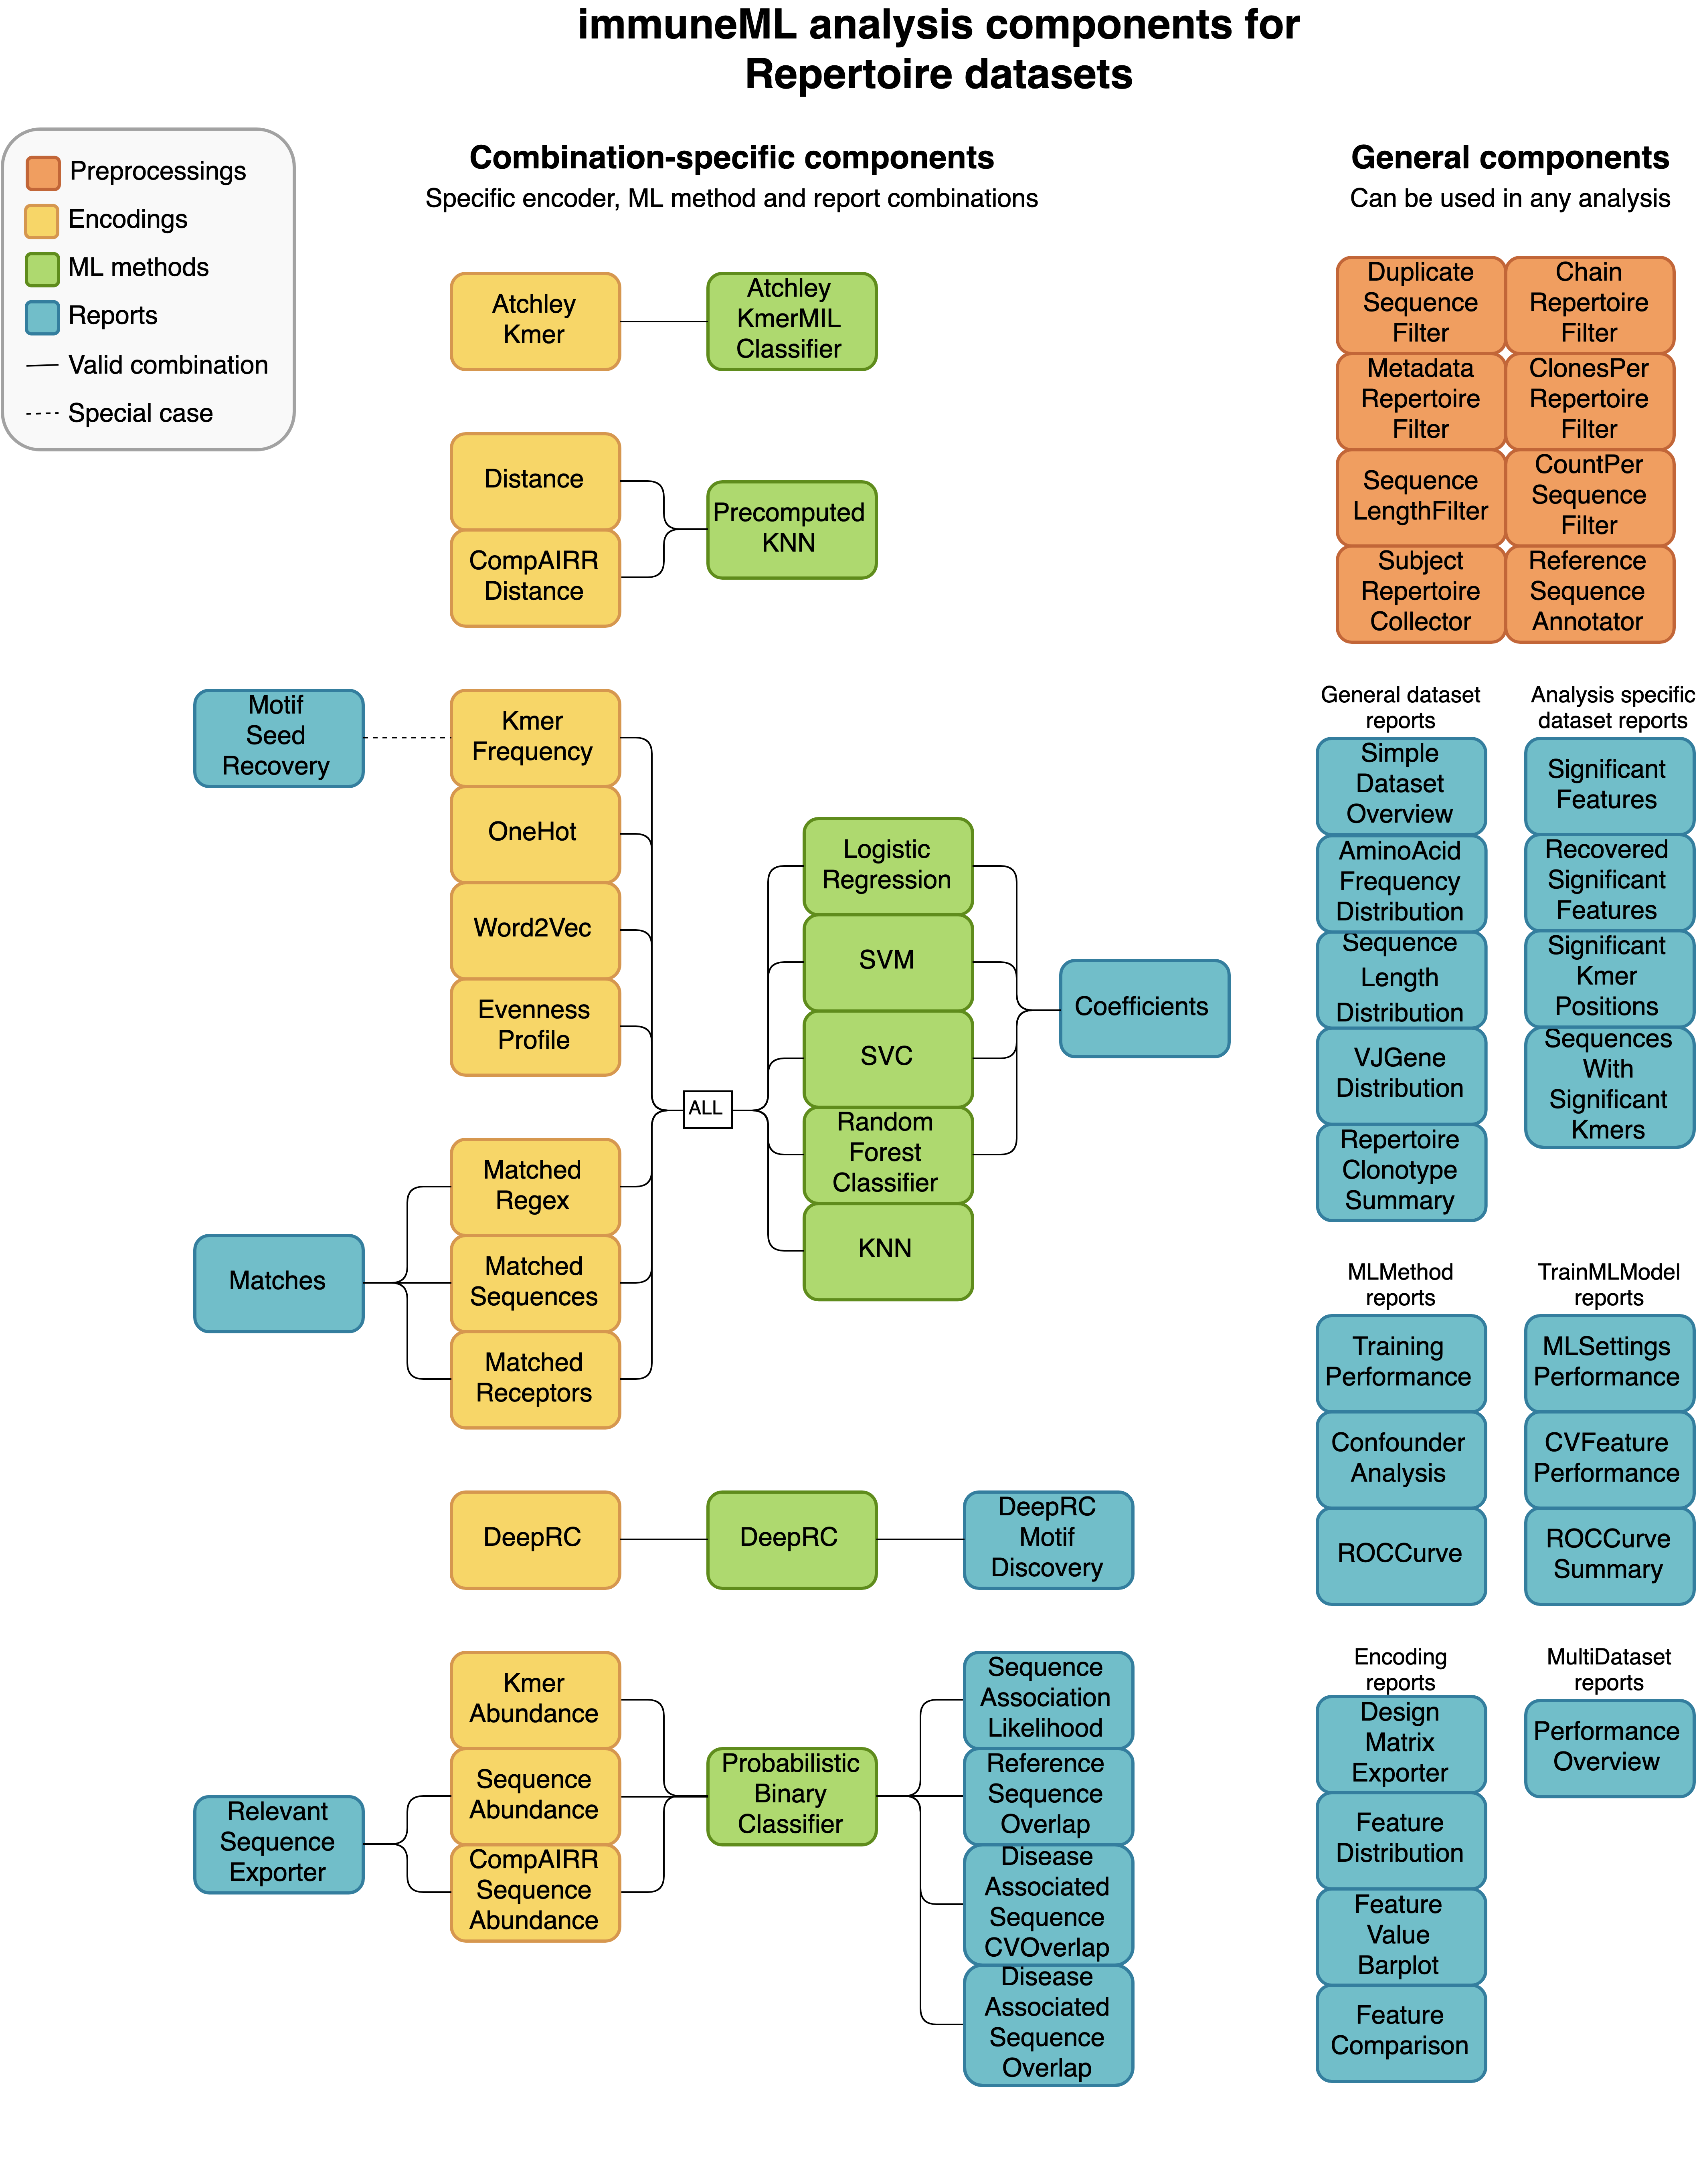 immuneML analysis components for
Repertoire datasets
Preprocessings
Encodings
ML methods
Reports
Valid combination
Special case
Combination-specific components
Specific encoder, ML method and report combinations
Atchley
Kmer
Atchley
KmerMIL
Classifier
Distance
CompAIRR
Distance
Precomputed
KNN
Motif
Seed
Recovery
Kmer
Frequency
OneHot
Word2Vec
Evenness
Profile
Matches
Matched
Regex
Matched
Sequences
Matched
Receptors
ALL
Logistic
Regression
SVM
SVC
Random
Forest
Classifier
KNN
Coefficients
DeepRC
DeepRC
DeepRC
Motif
Discovery
Relevant
Sequence
Exporter
Kmer
Abundance
Sequence
Abundance
CompAIRR
Sequence
Abundance
Probabilistic
Binary
Classifier
Sequence
Association
Likelihood
Reference
Sequence
Overlap
Disease
Associated
Sequence
CVOverlap
Disease
Associated
Sequence
Overlap
General components
Can be used in any analysis
Duplicate
Sequence
Filter
Chain
Repertoire
Filter
Metadata
Repertoire
Filter
ClonesPer
Repertoire
Filter
Sequence
LengthFilter
CountPer
Sequence
Filter
Subject
Repertoire
Collector
Reference
Sequence
Annotator
General dataset
reports
Simple
Dataset
Overview
AminoAcid
Frequency
Distribution
Sequence
Length
Distribution
VJGene
Distribution
Repertoire
Clonotype
Summary
Analysis specific
dataset reports
Significant
Features
Recovered
Significant
Features
Significant
Kmer
Positions
Sequences
With
Significant
Kmers
MLMethod
reports
Training
Performance
Confounder
Analysis
ROCCurve
TrainMLModel
reports
MLSettings
Performance
CVFeature
Performance
ROCCurve
Summary
Encoding
reports
Design
Matrix
Exporter
Feature
Distribution
Feature
Value
Barplot
Feature
Comparison
MultiDataset
reports
Performance
Overview